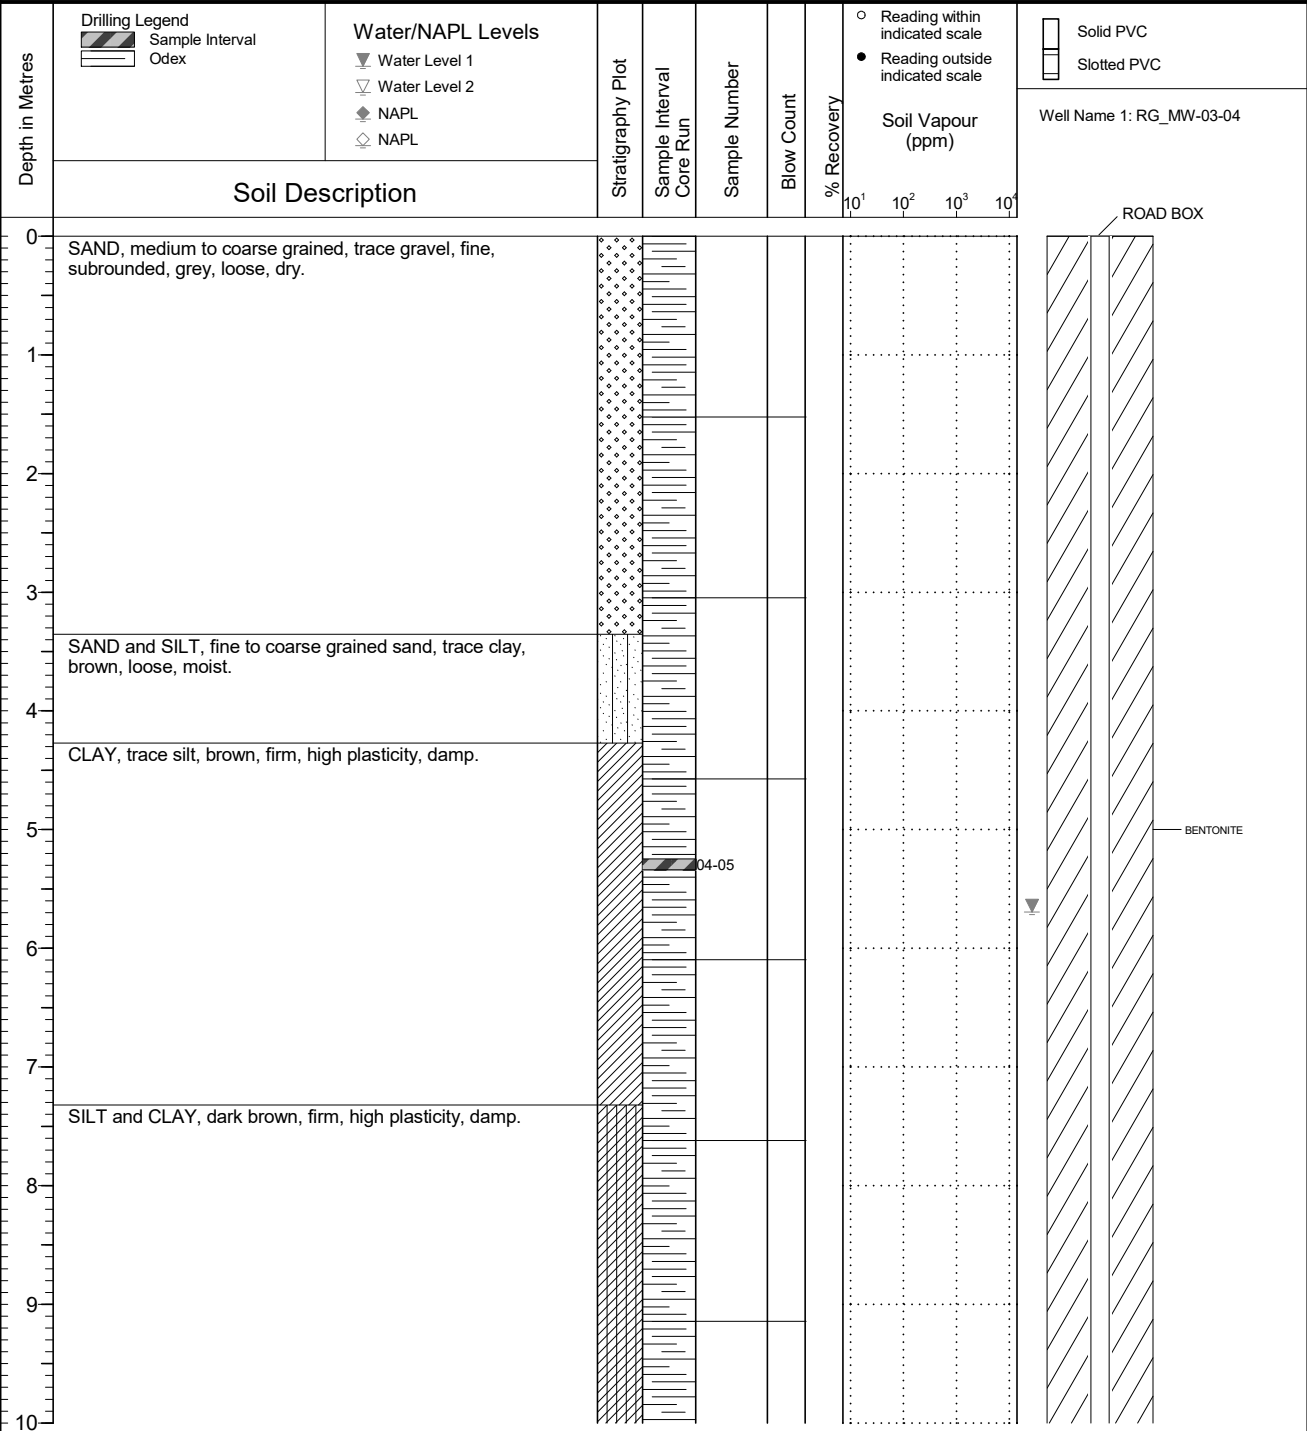 Depth in Metres
Drilling Legend
Sample Interval
Odex
Water/NAPL Levels
Water Level 1
Water Level 2
NAPL
NAPL
Soil Description
Stratigraphy Plot
Sample Interval
Core Run
Sample Number
Blow Count
% Recovery
Reading within
indicated scale
Reading outside
indicated scale
Soil Vapour
(ppm)
10¹ 10² 10³ 10⁴
Solid PVC
Slotted PVC
Well Name 1: RG_MW-03-04
ROAD BOX
0
SAND, medium to coarse grained, trace gravel, fine,
subrounded, grey, loose, dry.
1
2
3
SAND and SILT, fine to coarse grained sand, trace clay,
brown, loose, moist.
4
CLAY, trace silt, brown, firm, high plasticity, damp.
5
BENTONITE
04-05
6
7
SILT and CLAY, dark brown, firm, high plasticity, damp.
8
9
10